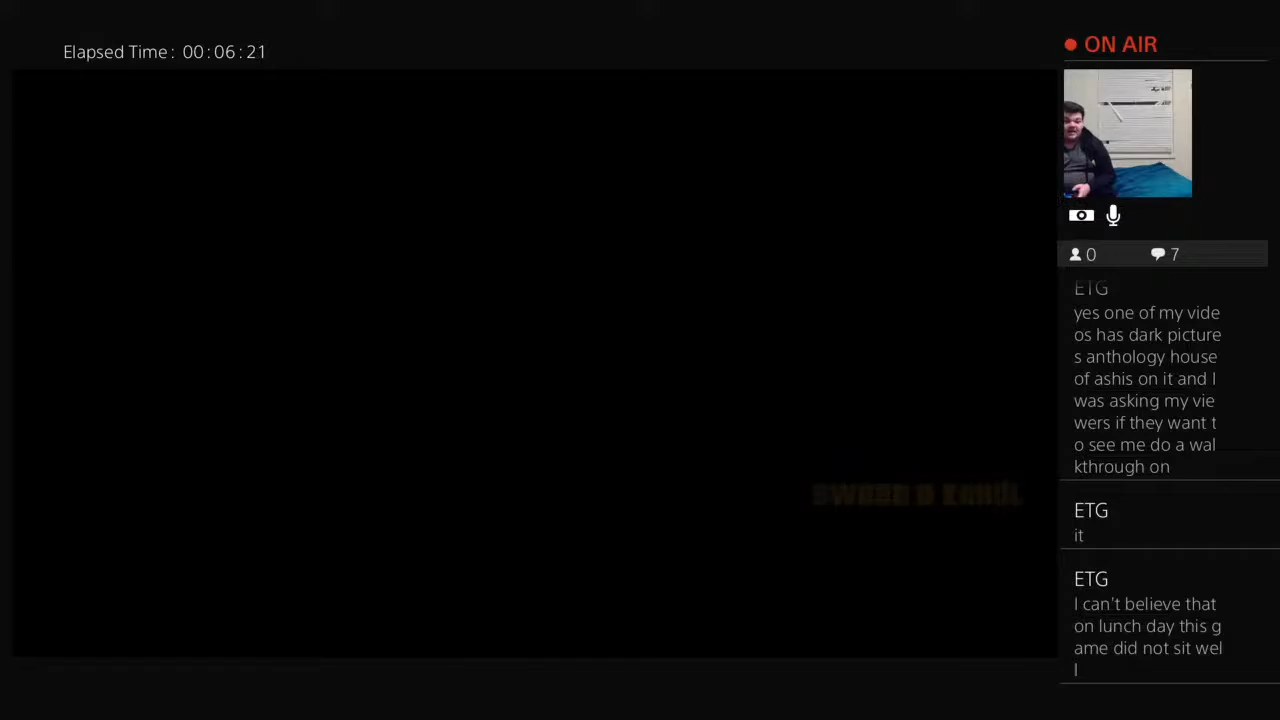 Elapsed Time: 00:06:21
ON AIR
0
7
ETG
yes one of my vide
os has dark picture
s anthology house
of ashis on it and I
was asking my vie
wers if they want t
o see me do a wal
kthrough on
ETG
it
ETG
I can't believe that
on lunch day this g
ame did not sit wel
l